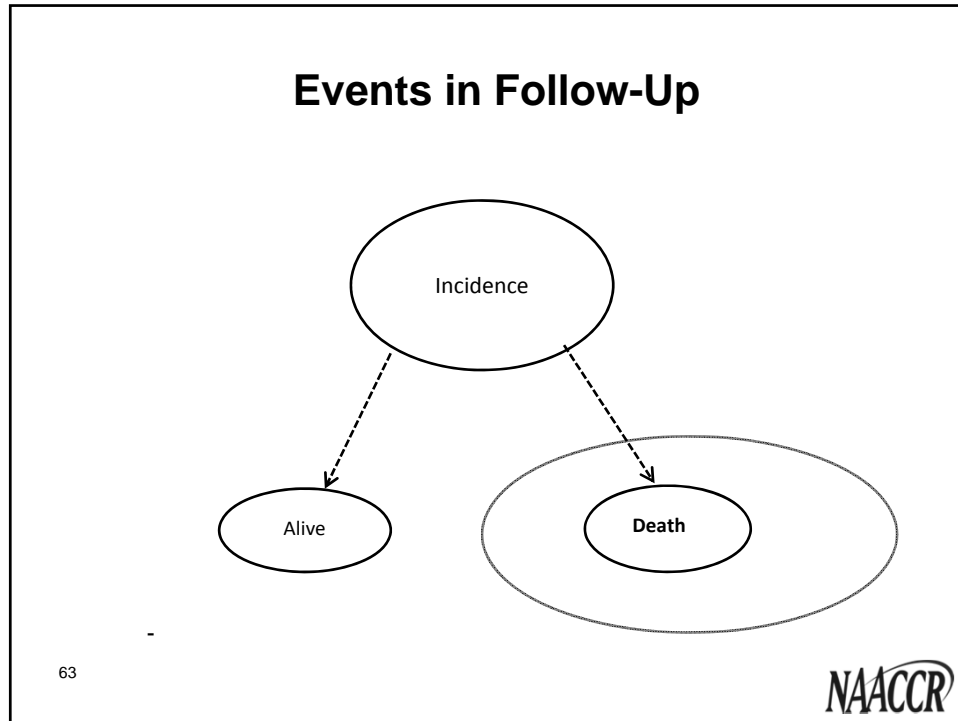 Events in Follow-Up
Incidence
Alive
Death
-
63
NAACCR